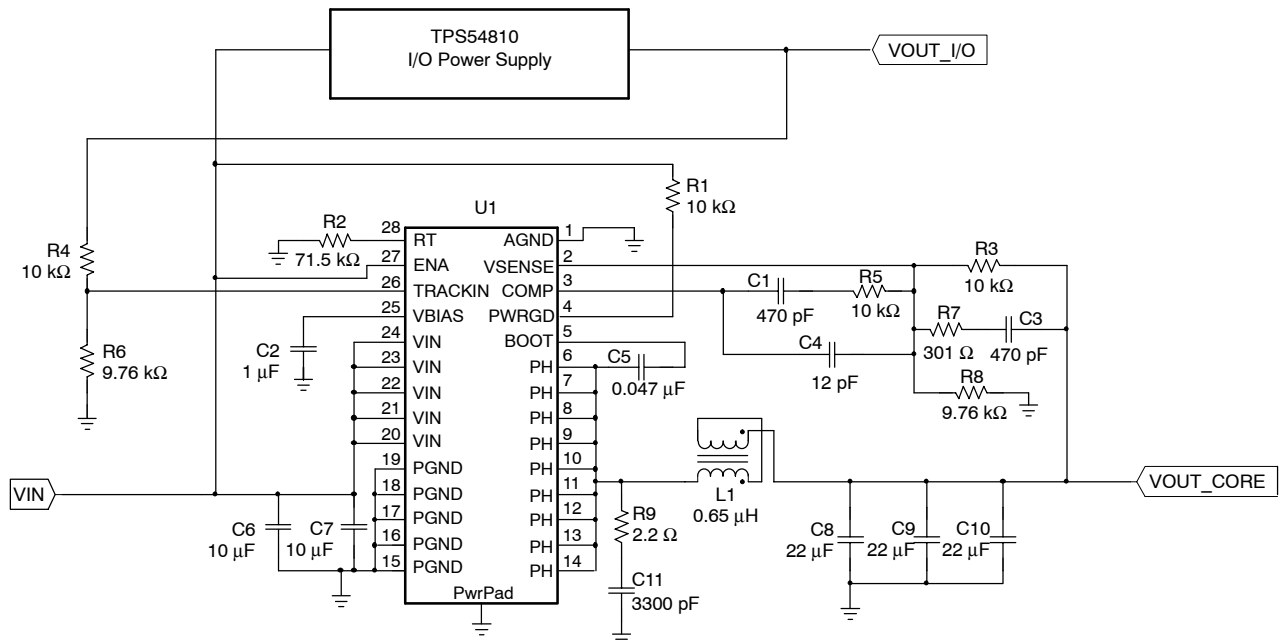 TPS54810
I/O Power Supply
VOUT_I/O
R1
10 kΩ
U1
R2
71.5 kΩ
R4
10 kΩ
R6
9.76 kΩ
C2
1 μF
28
RT
27
ENA
26
TRACKIN
25
VBIAS
24
VIN
23
VIN
22
VIN
21
VIN
20
VIN
19
PGND
18
PGND
17
PGND
16
PGND
15
PGND
AGND
1
VSENSE
2
COMP
3
PWRGD
4
BOOT
5
PH
6
PH
7
PH
8
PH
9
PH
10
PH
11
PH
12
PH
13
PH
14
PwrPad
C1
470 pF
R5
10 kΩ
R3
10 kΩ
R7
301 Ω
C3
470 pF
C4
12 pF
R8
9.76 kΩ
C5
0.047 μF
L1
0.65 μH
VIN
C6
10 μF
C7
10 μF
R9
2.2 Ω
C11
3300 pF
C8
22 μF
C9
22 μF
C10
22 μF
VOUT_CORE